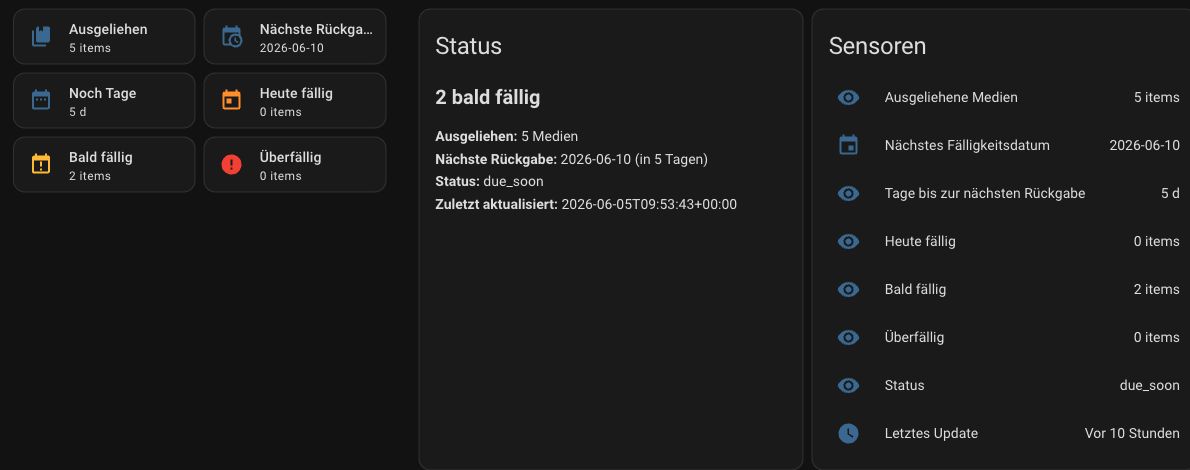 Ausgeliehen
5 items
Nächste Rückga...
2026-06-10
Noch Tage
5 d
Heute fällig
0 items
Bald fällig
2 items
Überfällig
0 items
Status
2 bald fällig
Ausgeliehen: 5 Medien
Nächste Rückgabe: 2026-06-10 (in 5 Tagen)
Status: due_soon
Zuletzt aktualisiert: 2026-06-05T09:53:43+00:00
Sensoren
Ausgeliehene Medien 5 items
Nächstes Fälligkeitsdatum 2026-06-10
Tage bis zur nächsten Rückgabe 5 d
Heute fällig 0 items
Bald fällig 2 items
Überfällig 0 items
Status due_soon
Letztes Update Vor 10 Stunden